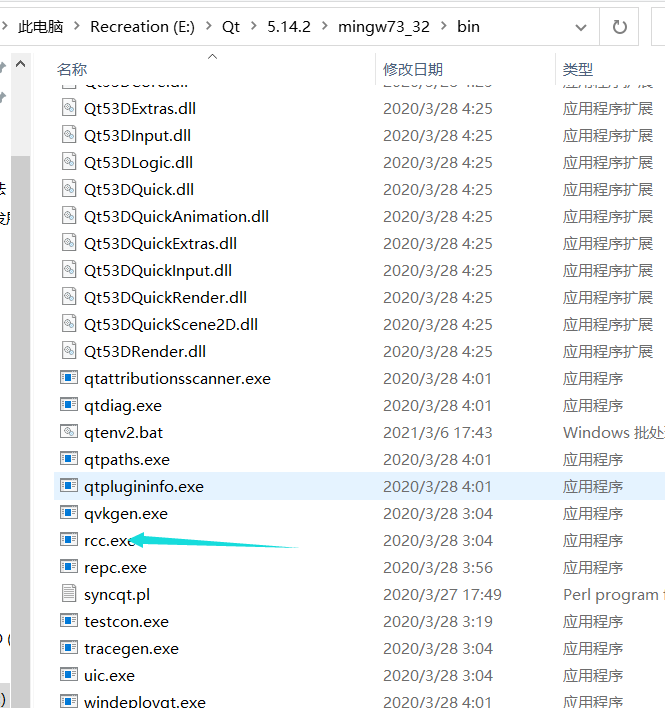 此电脑 > Recreation (E:) > Qt > 5.14.2 > mingw73_32 > bin
名称 修改日期 类型
Qt53DExtras.dll 2020/3/28 4:25 应用程序扩展
Qt53DInput.dll 2020/3/28 4:25 应用程序扩展
Qt53DLogic.dll 2020/3/28 4:25 应用程序扩展
Qt53DQuick.dll 2020/3/28 4:25 应用程序扩展
Qt53DQuickAnimation.dll 2020/3/28 4:25 应用程序扩展
Qt53DQuickExtras.dll 2020/3/28 4:25 应用程序扩展
Qt53DQuickInput.dll 2020/3/28 4:25 应用程序扩展
Qt53DQuickRender.dll 2020/3/28 4:25 应用程序扩展
Qt53DQuickScene2D.dll 2020/3/28 4:25 应用程序扩展
Qt53DRender.dll 2020/3/28 4:25 应用程序扩展
qtattributionsscanner.exe 2020/3/28 4:01 应用程序
qtdiag.exe 2020/3/28 4:01 应用程序
qtenv2.bat 2021/3/6 17:43 Windows 批处
qtpaths.exe 2020/3/28 4:01 应用程序
qtplugininfo.exe 2020/3/28 4:01 应用程序
qvkgen.exe 2020/3/28 3:04 应用程序
rcc.exe 2020/3/28 3:04 应用程序
repc.exe 2020/3/28 3:56 应用程序
syncqt.pl 2020/3/27 17:49 Perl program f
testcon.exe 2020/3/28 3:19 应用程序
tracegen.exe 2020/3/28 3:04 应用程序
uic.exe 2020/3/28 3:04 应用程序
windeployqt.exe 2020/3/28 4:01 应用程序